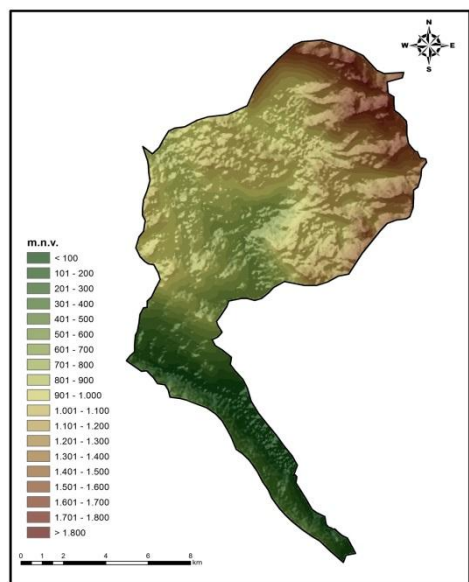 N
W E
S
m.n.v.
< 100
101 - 200
201 - 300
301 - 400
401 - 500
501 - 600
601 - 700
701 - 800
801 - 900
901 - 1.000
1.001 - 1.100
1.101 - 1.200
1.201 - 1.300
1.301 - 1.400
1.401 - 1.500
1.501 - 1.600
1.601 - 1.700
1.701 - 1.800
> 1.800
0 1 2 4 6 8
km